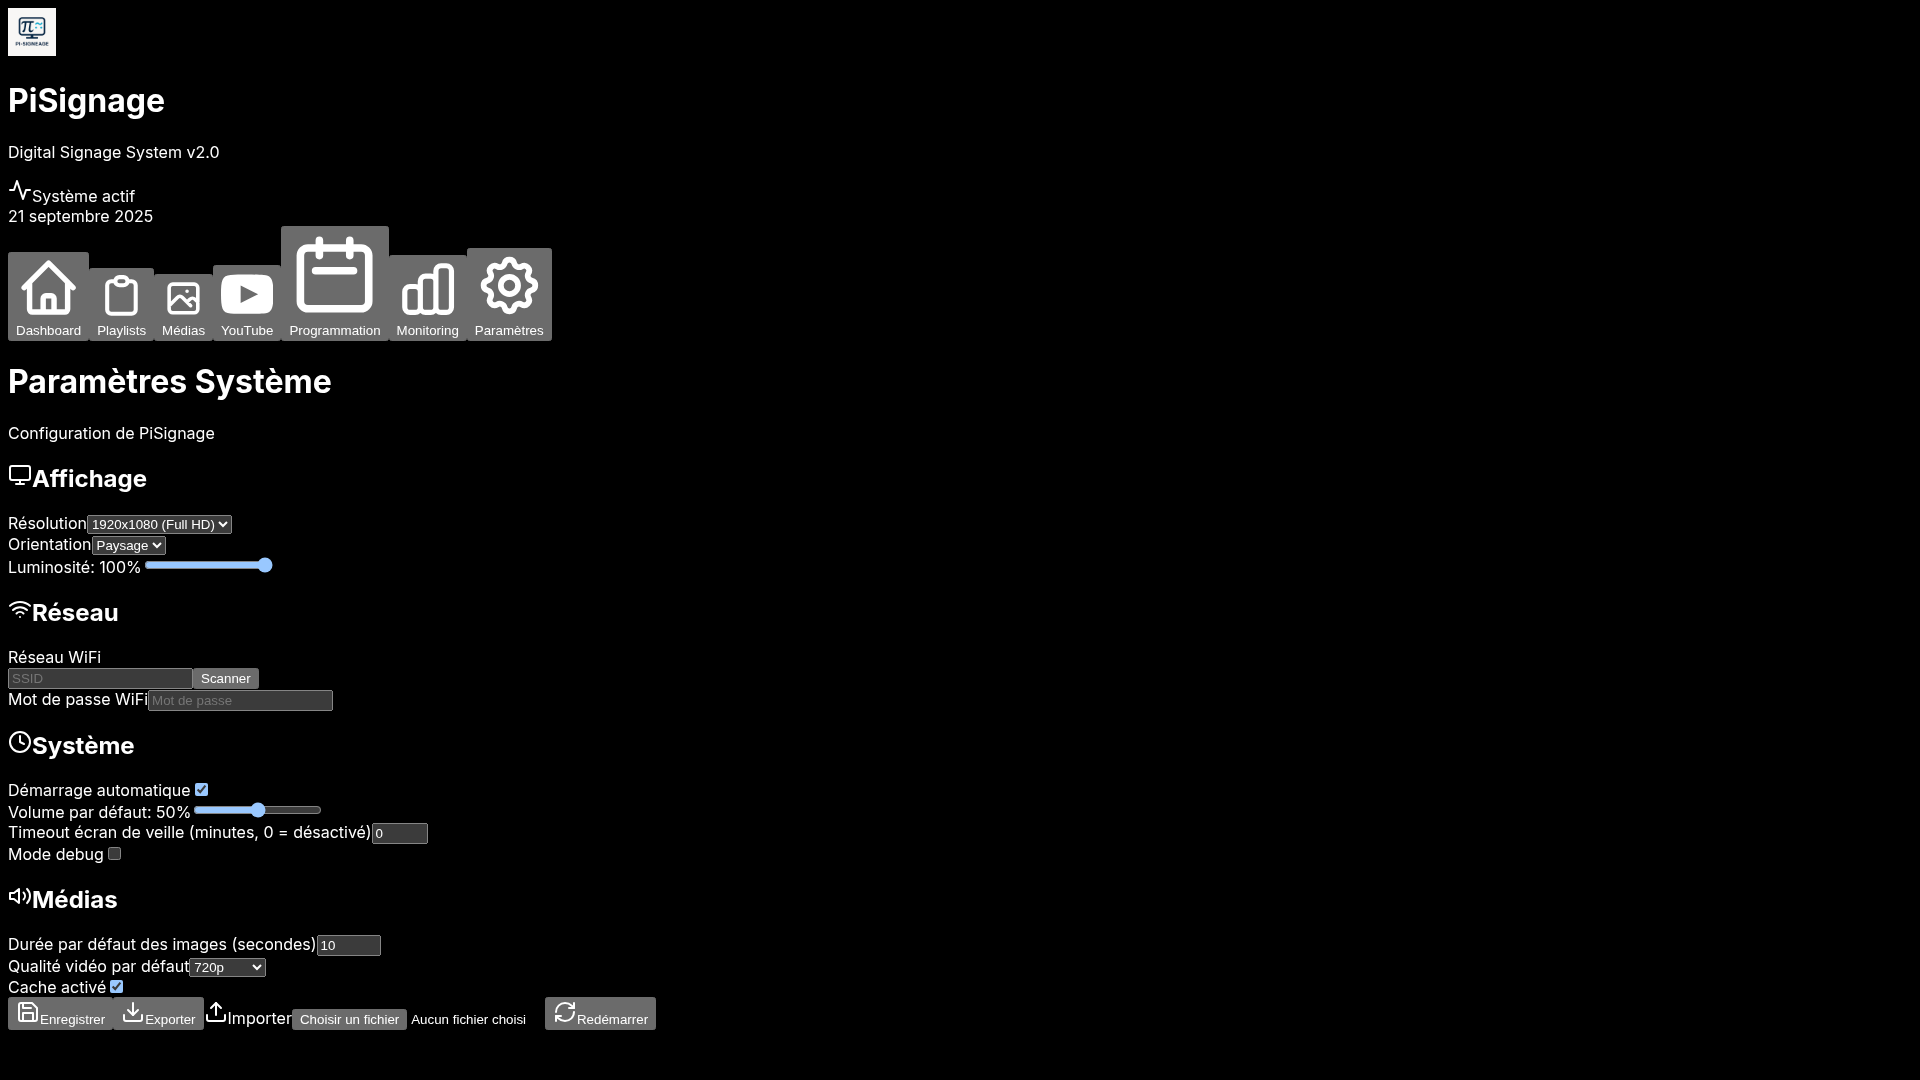 PI-SIGNEADE
PiSignage
Digital Signage System v2.0
Système actif
21 septembre 2025
Dashboard Playlists Médias YouTube Programmation Monitoring Paramètres
Paramètres Système
Configuration de PiSignage
Affichage
Résolution 1920x1080 (Full HD)
Orientation Paysage
Luminosité: 100%
Réseau
Réseau WiFi
SSID Scanner
Mot de passe WiFi Mot de passe
Système
Démarrage automatique
Volume par défaut: 50%
Timeout écran de veille (minutes, 0 = désactivé) 0
Mode debug
Médias
Durée par défaut des images (secondes) 10
Qualité vidéo par défaut 720p
Cache activé
Enregistrer Exporter Importer Choisir un fichier Aucun fichier choisi Redémarrer